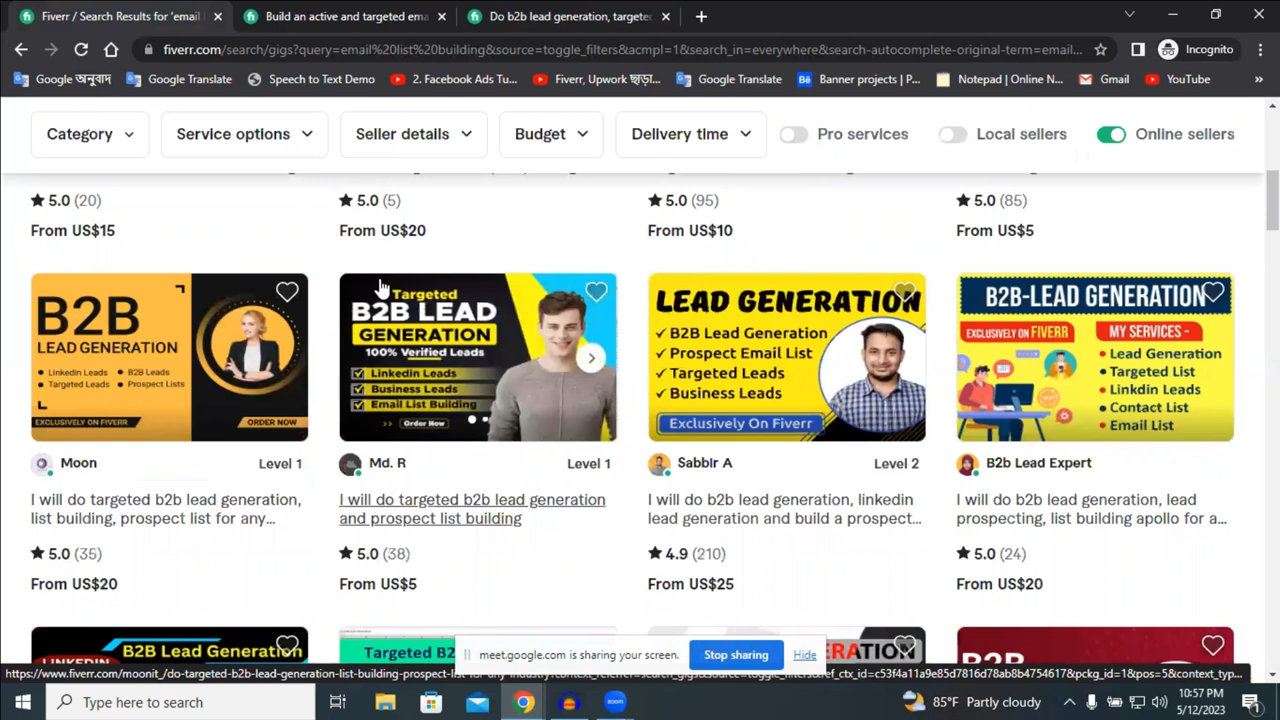 Fiverr / Search Results for 'email
Build an active and targeted ema
Do b2b lead generation, targete
fiverr.com/search/gigs?query=email%20list%20building&source=toggle_filters&acmpl=1&search_in=everywhere&search-autocomplete-original-term=email...
Incognito
Google অনুবাদ
Google Translate
Speech to Text Demo
2. Facebook Ads Tu...
Fiverr, Upwork ছাড়া...
Google Translate
Banner projects | P...
Notepad | Online N...
Gmail
YouTube
»
Category
Service options
Seller details
Budget
Delivery time
Pro services
Local sellers
Online sellers
5.0 (20)
5.0 (5)
5.0 (95)
5.0 (85)
From US$15
From US$20
From US$10
From US$5
B2B
LEAD GENERATION
Linkedin Leads
B2B Leads
Targeted Leads
Prospect Lists
EXCLUSIVELY ON FIVERR
ORDER NOW
Targeted
B2B LEAD
GENERATION
100% Verified Leads
Linkedin Leads
Business Leads
Email List Building
>> Order Now
LEAD GENERATION
B2B Lead Generation
Prospect Email List
Targeted Leads
Business Leads
Exclusively On Fiverr
B2B-LEAD GENERATION
EXCLUSIVELY ON FIVERR
MY SERVICES -
Lead Generation
Targeted List
Linkdin Leads
Contact List
Email List
Moon
Level 1
Md. R
Level 1
Sabbir A
Level 2
B2b Lead Expert
I will do targeted b2b lead generation,
list building, prospect list for any...
I will do targeted b2b lead generation
and prospect list building
I will do b2b lead generation, linkedin
lead generation and build a prospect...
I will do b2b lead generation, lead
prospecting, list building apollo for a...
5.0 (35)
5.0 (38)
4.9 (210)
5.0 (24)
From US$20
From US$5
From US$25
From US$20
B2B Lead Generation
LINKEDIN
Targeted B2
ERATION
B2B
meet.google.com is sharing your screen.
Stop sharing
Hide
Type here to search
zoom
85°F Partly cloudy
10:57 PM
5/12/2023